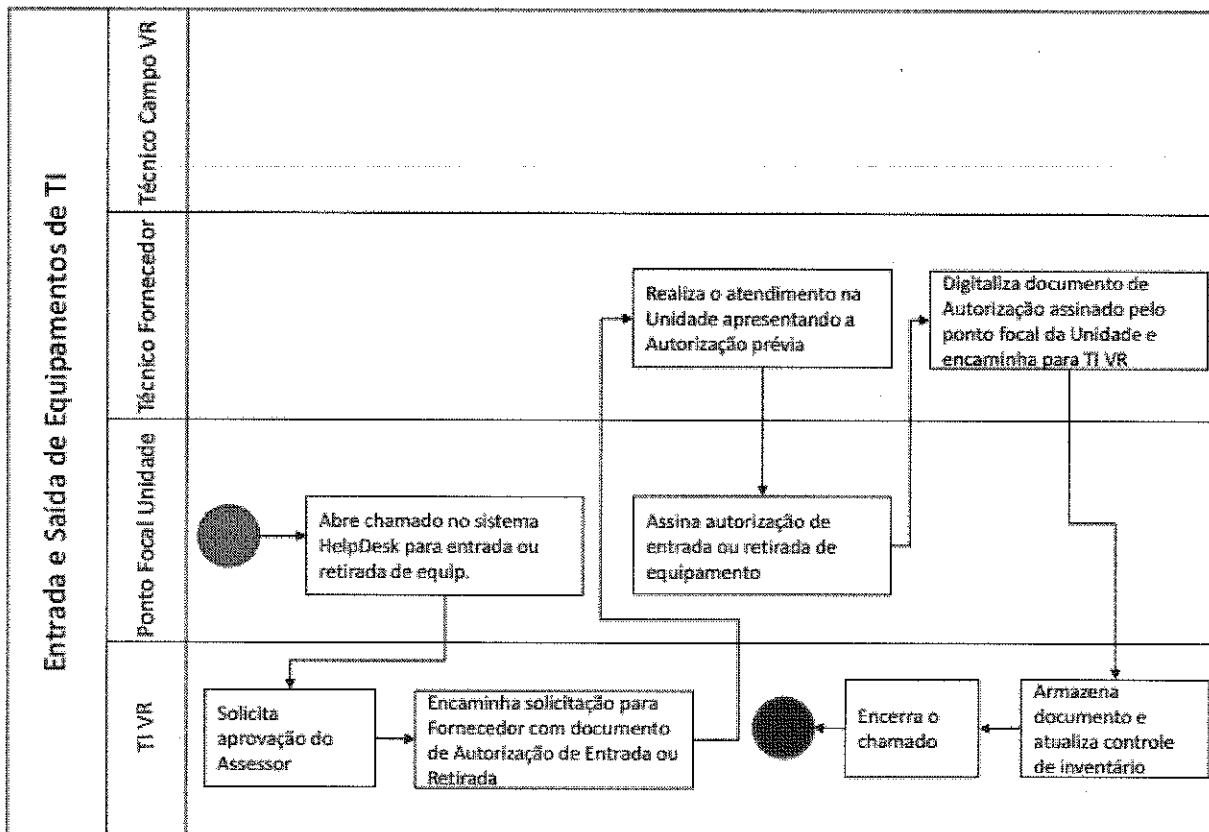 Entrada e Saída de Equipamentos de TI
Técnico Campo VR
Técnico Fornecedor
Realiza o atendimento na
Unidade apresentando a
Autorização prévia
Digitaliza documento de
Autorização assinado pelo
ponto focal da Unidade e
encaminha para TI VR
Ponto Focal Unidade
Abre chamado no sistema
HelpDesk para entrada ou
retirada de equip.
Assina autorização de
entrada ou retirada de
equipamento
TI VR
Solicita
aprovação do
Assessor
Encaminha solicitação para
Fornecedor com documento
de Autorização de Entrada ou
Retirada
Encerra o
chamado
Armazena
documento e
atualiza controle
de inventário